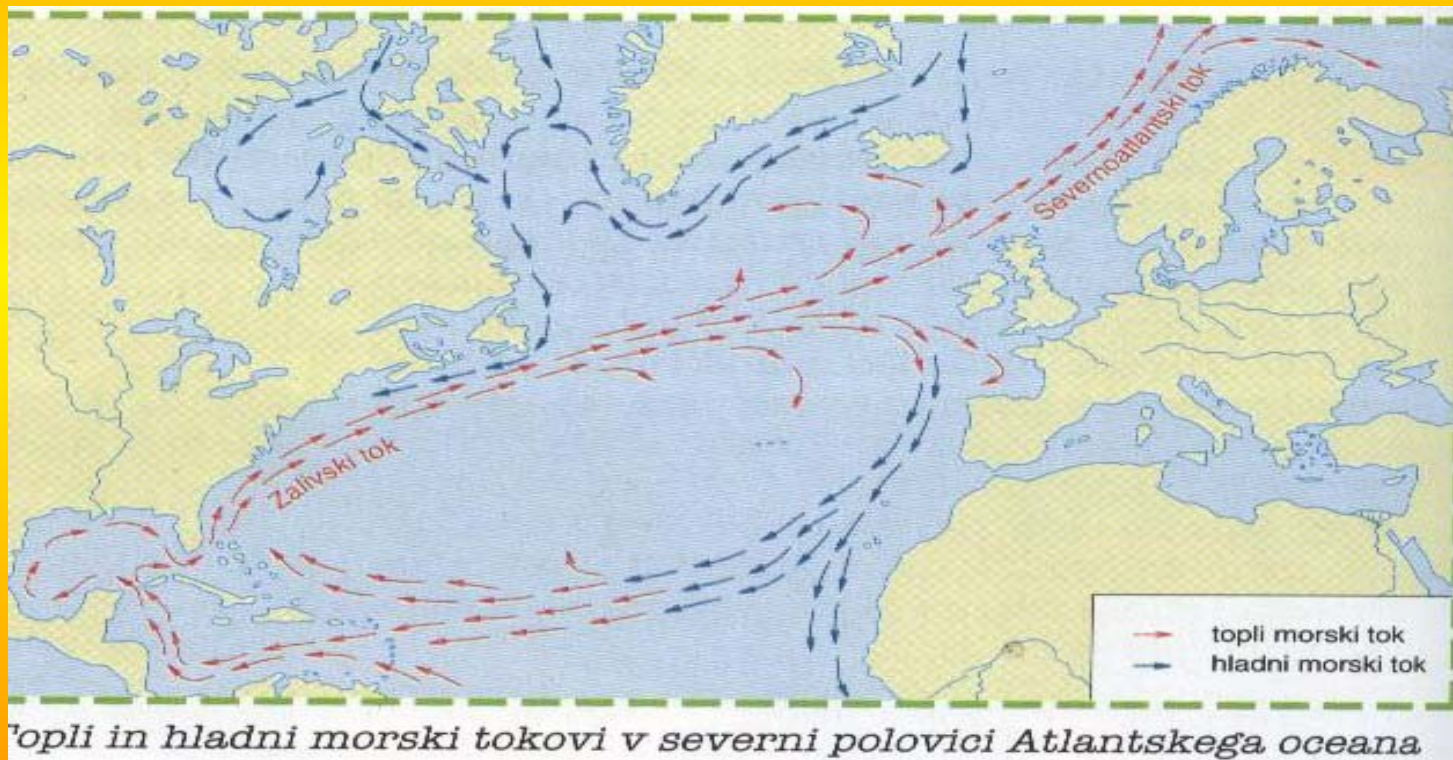 Severnoatlantski tok
Zalivski tok
topli morski tok
hladni morski tok
Topli in hladni morski tokovi v severni polovici Atlantskega oceana